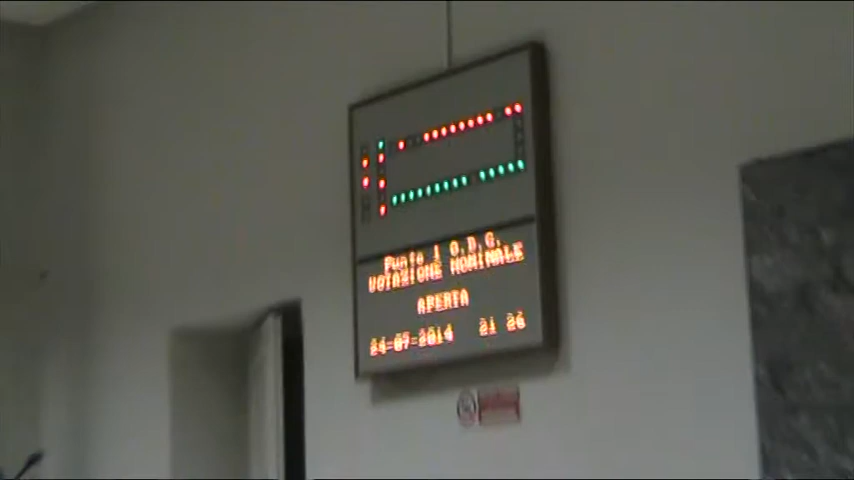 Punto 1 O.D.G.
VOTAZIONE NOMINALE
APERTA
24-07-2014 21 26